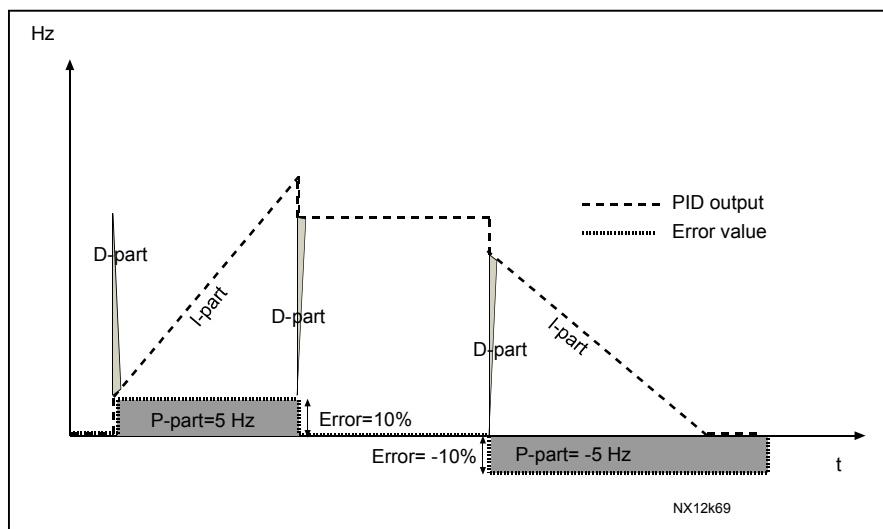 Hz
PID output
Error value
D-part
I-part
D-part
D-part
I-part
P-part=5 Hz
Error=10%
Error= -10%
P-part= -5 Hz
t
NX12k69